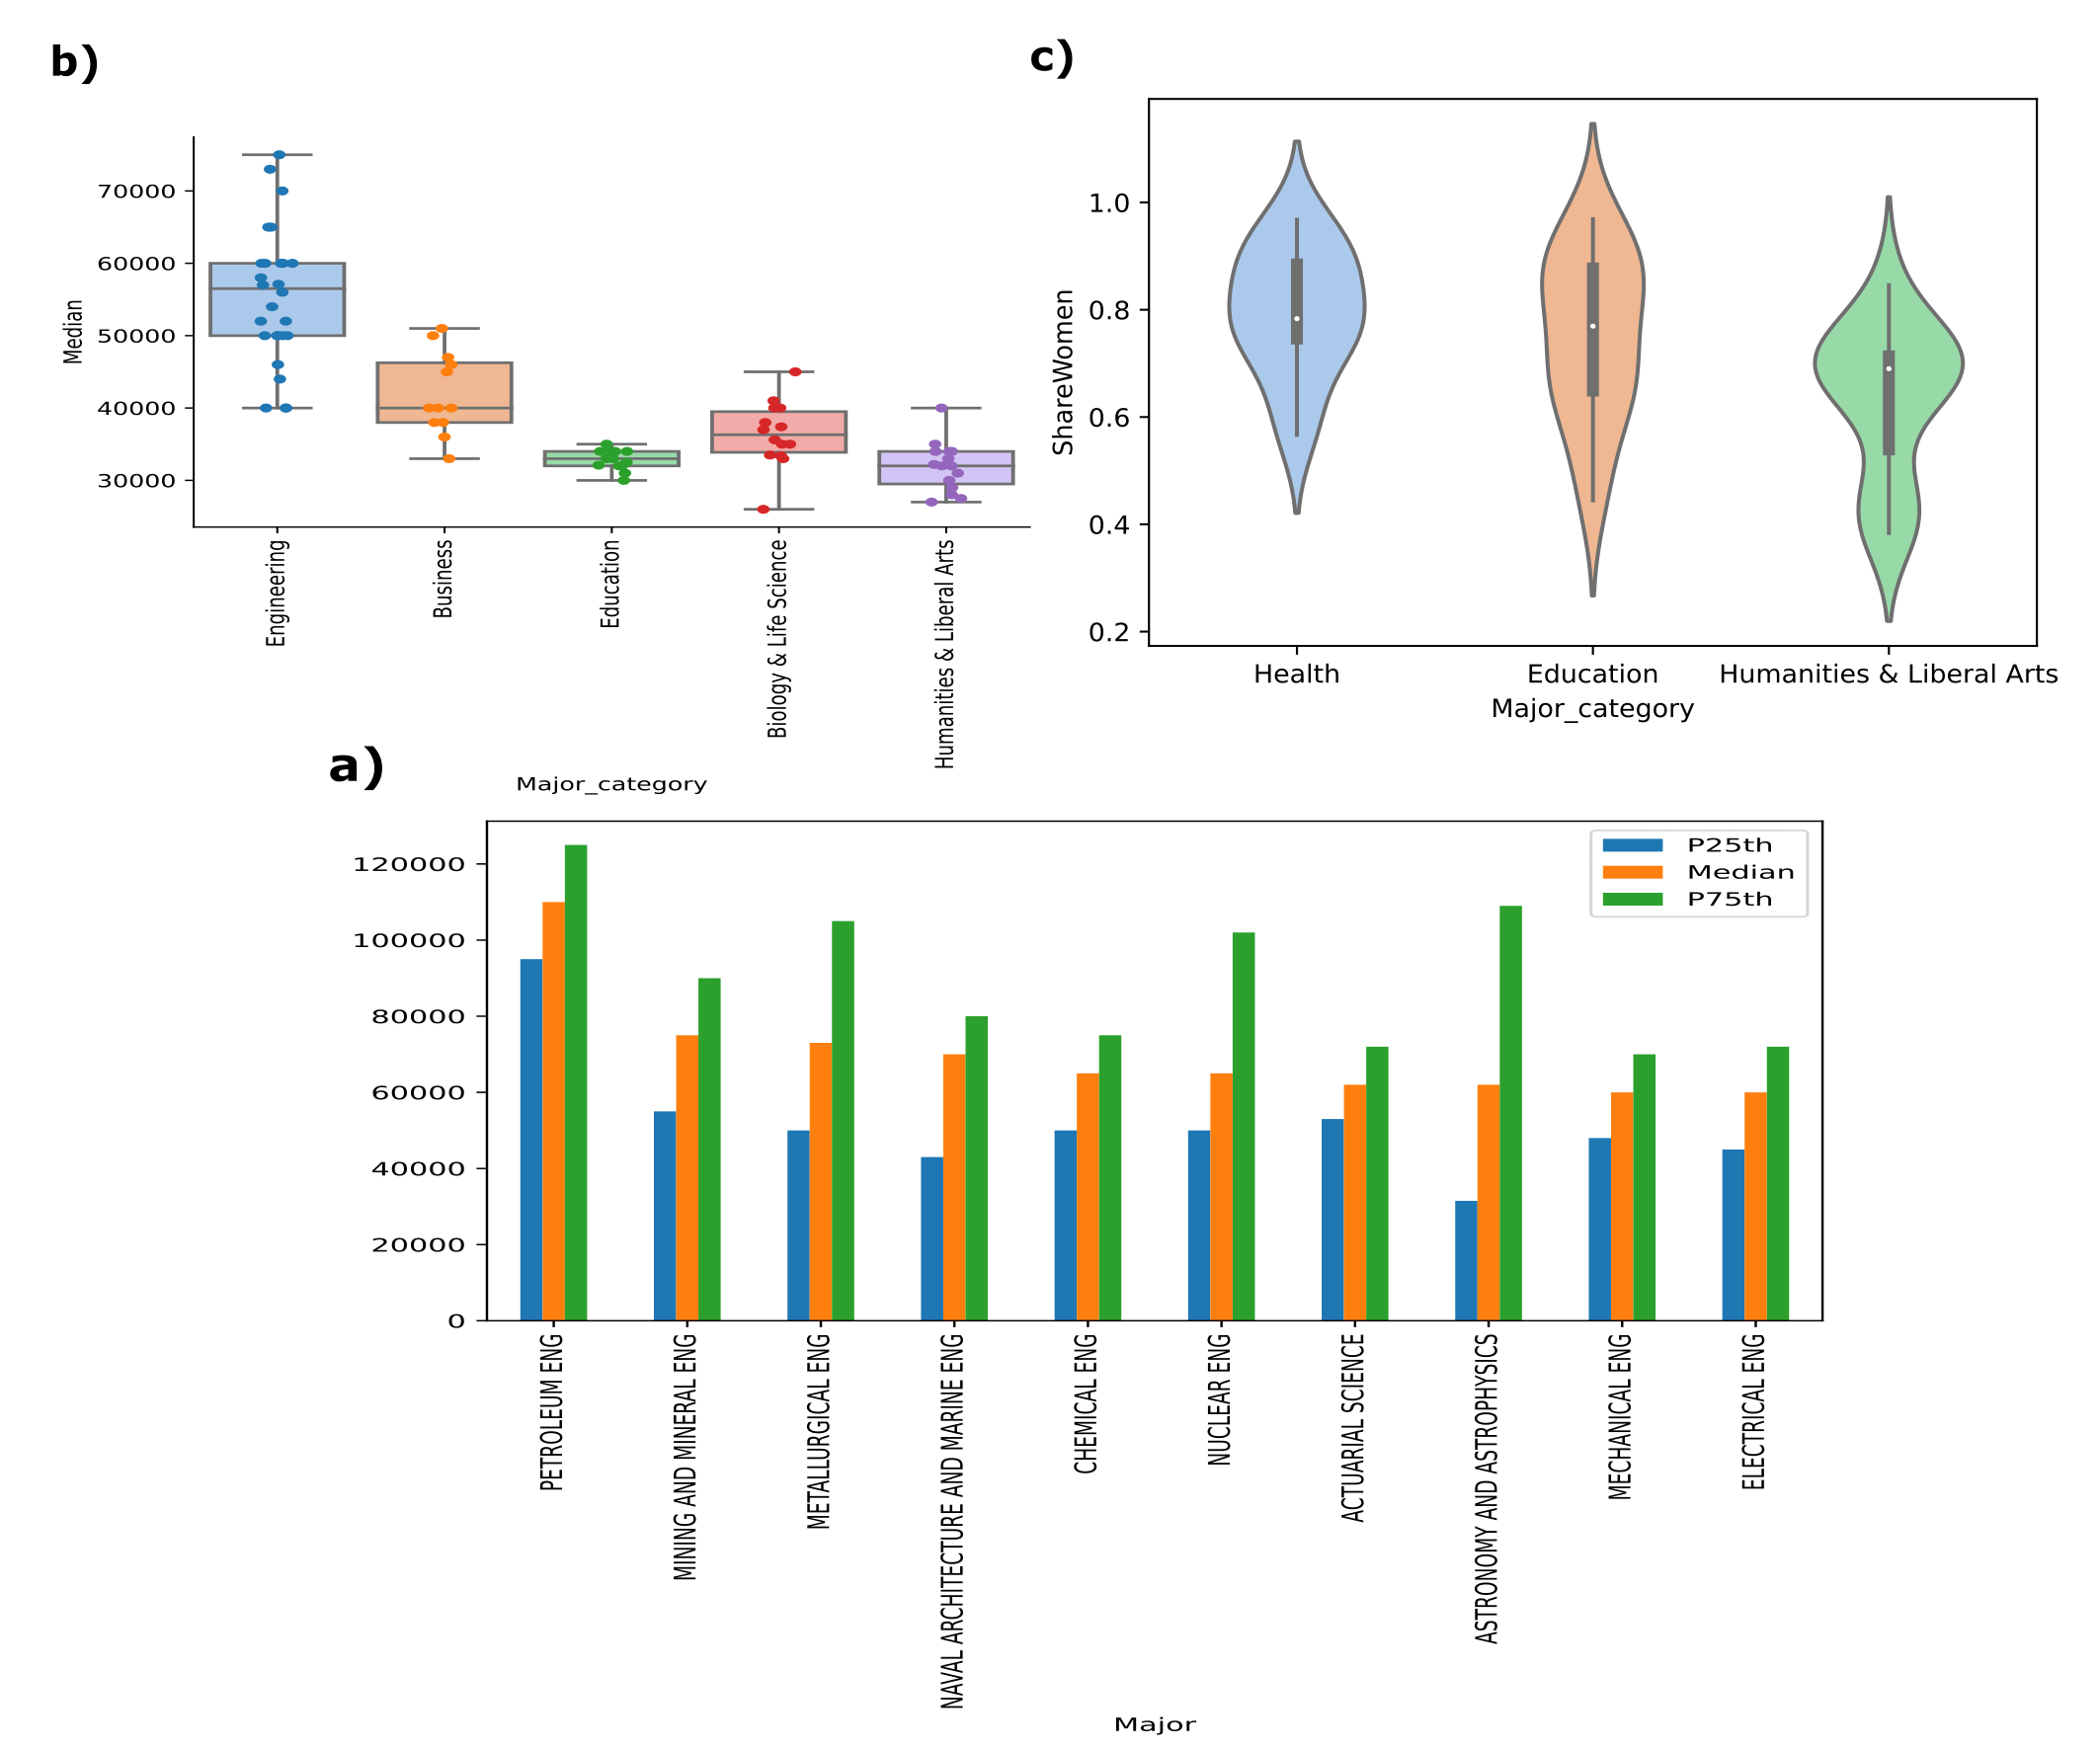 b)
70000
60000
50000
40000
30000
Median
Engineering
Business
Education
Biology & Life Science
Humanities & Liberal Arts
Major_category
c)
1.0
0.8
0.6
0.4
0.2
ShareWomen
Health
Education
Humanities & Liberal Arts
Major_category
a)
120000
100000
80000
60000
40000
20000
0
P25th
Median
P75th
PETROLEUM ENG
MINING AND MINERAL ENG
METALLURGICAL ENG
NAVAL ARCHITECTURE AND MARINE ENG
CHEMICAL ENG
NUCLEAR ENG
ACTUARIAL SCIENCE
ASTRONOMY AND ASTROPHYSICS
MECHANICAL ENG
ELECTRICAL ENG
Major